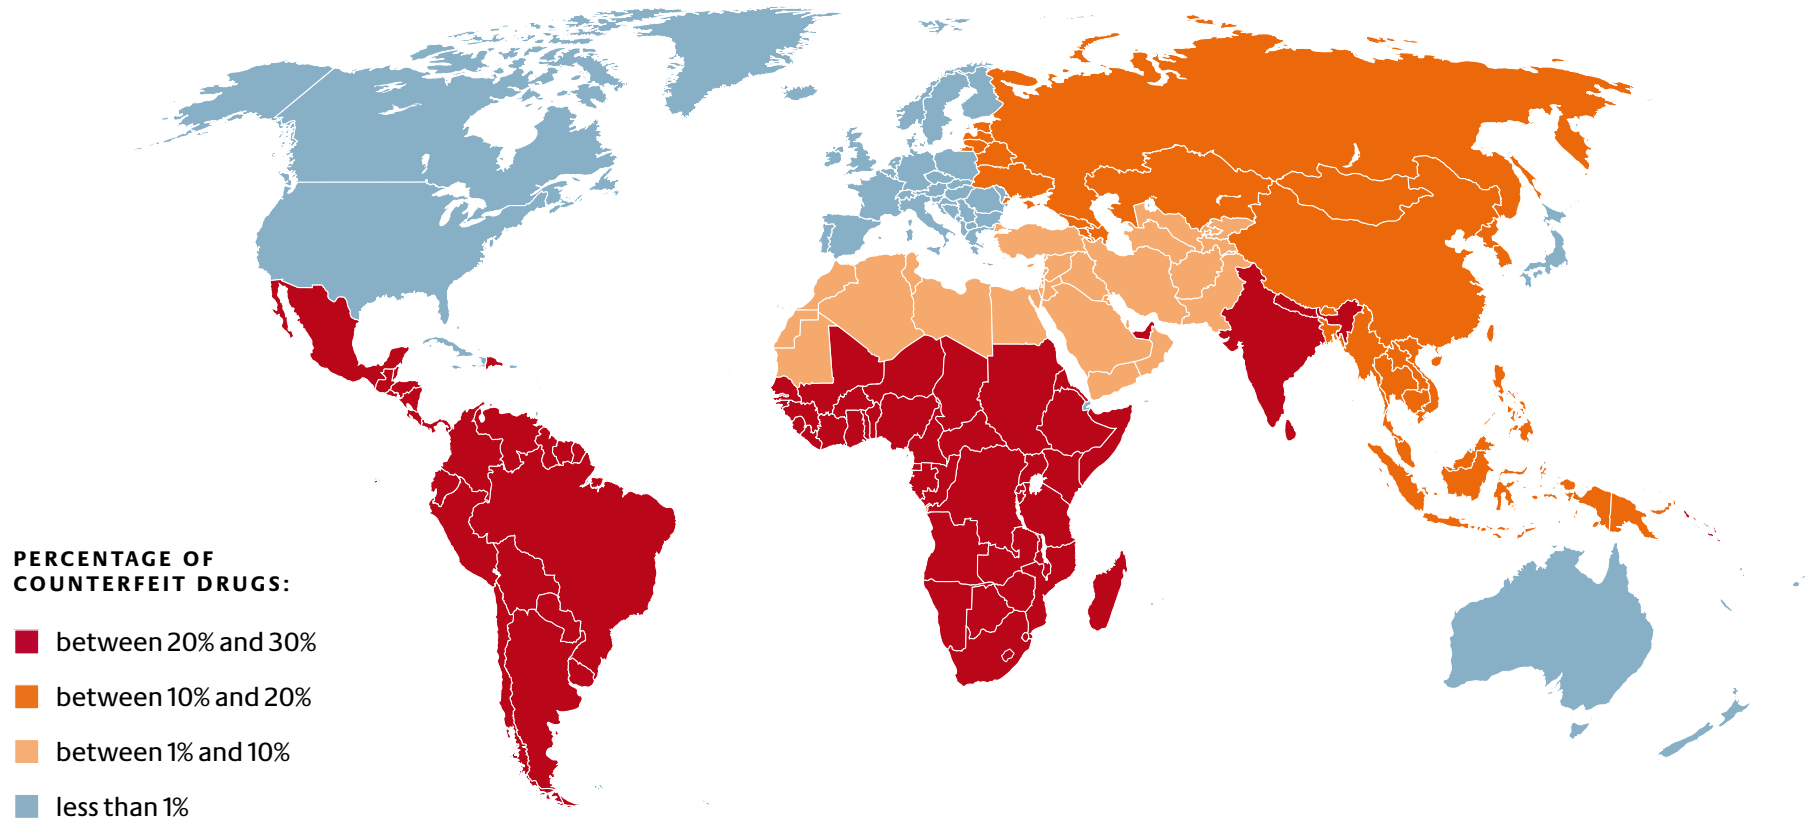 PERCENTAGE OF
COUNTERFEIT DRUGS:
between 20% and 30%
between 10% and 20%
between 1% and 10%
less than 1%